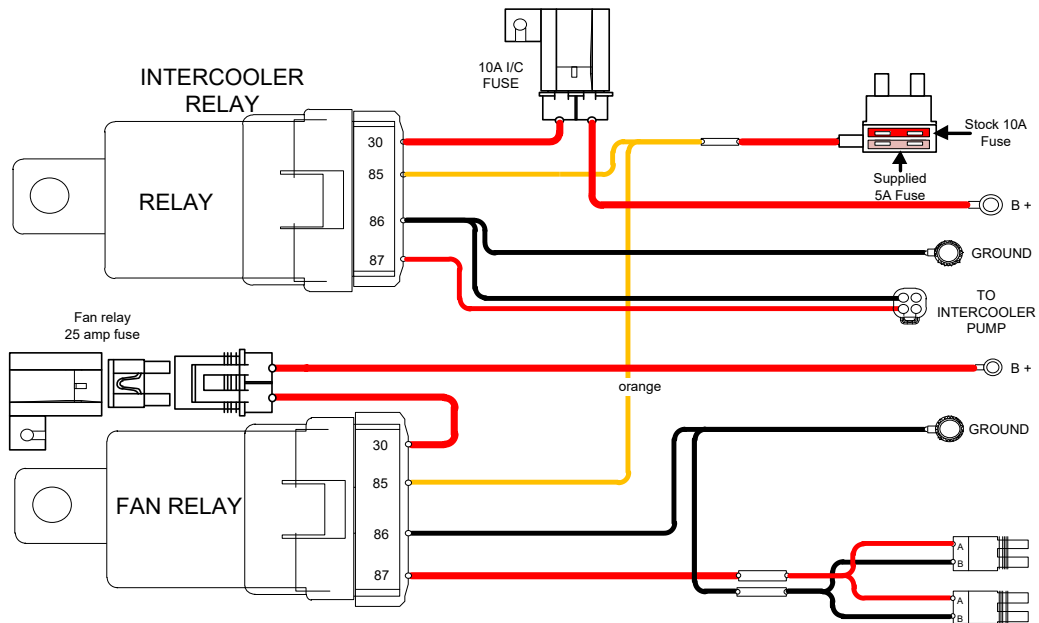 INTERCOOLER
RELAY
10A I/C
FUSE
RELAY
30
85
86
87
Stock 10A
Fuse
Supplied
5A Fuse
B +
GROUND
TO
INTERCOOLER
PUMP
Fan relay
25 amp fuse
B +
orange
GROUND
FAN RELAY
30
85
86
87
A
B
A
B